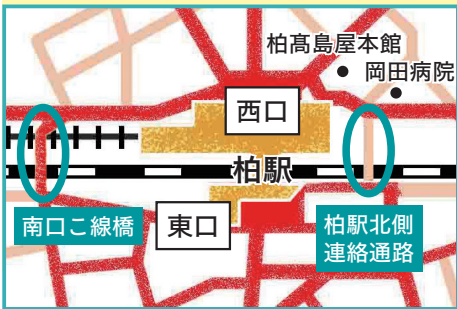 柏髙島屋本館
岡田病院
西口
柏駅
南口こ線橋
東口
柏駅北側
連絡通路